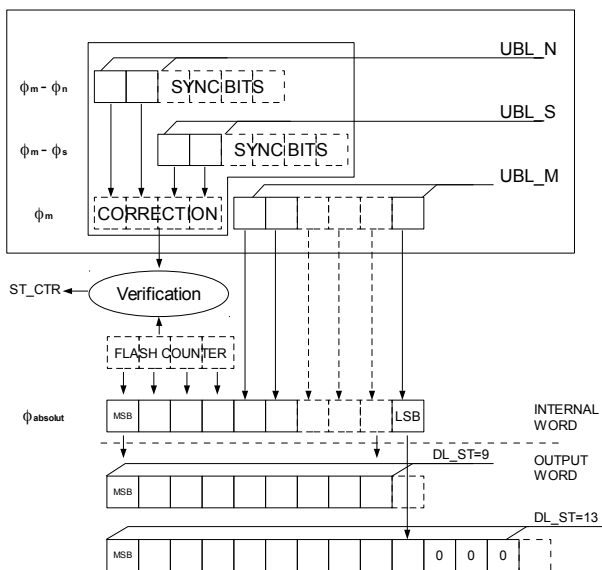 UBL_N
ϕm - ϕn SYNC BITS
UBL_S
ϕm - ϕs SYNC BITS
UBL_M
ϕm CORRECTION
ST_CTR Verification
FLASH COUNTER
ϕabsolut MSB LSB INTERNAL WORD
DL_ST=9 OUTPUT WORD
MSB
DL_ST=13
MSB 0 0 0